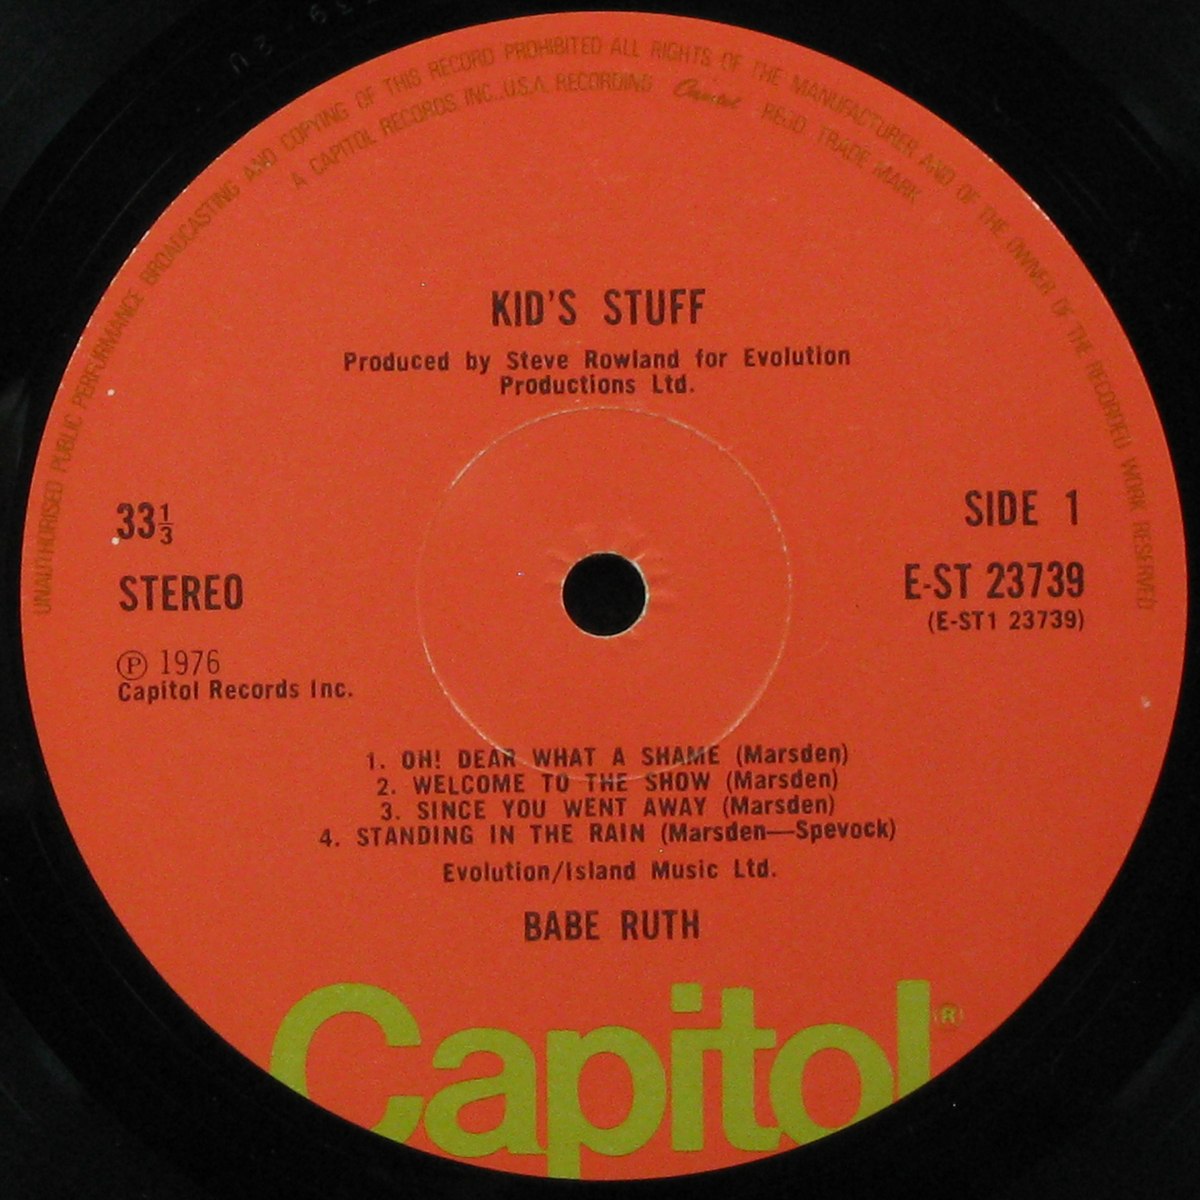 UNAUTHORISED PUBLIC PERFORMANCE BROADCASTING AND COPYING OF THIS RECORD PROHIBITED ALL RIGHTS OF THE MANUFACTURER AND OF THE OWNER OF THE RECORDED WORK RESERVED
A CAPITOL RECORDS INC., U.S.A. RECORDING Capitol REGD. TRADE MARK
KID'S STUFF
Produced by Steve Rowland for Evolution
Productions Ltd.
33⅓
STEREO
℗ 1976
Capitol Records Inc.
SIDE 1
E-ST 23739
(E-ST1 23739)
1. OH! DEAR WHAT A SHAME (Marsden)
2. WELCOME TO THE SHOW (Marsden)
3. SINCE YOU WENT AWAY (Marsden)
4. STANDING IN THE RAIN (Marsden—Spevock)
Evolution/Island Music Ltd.
BABE RUTH
Capitol®